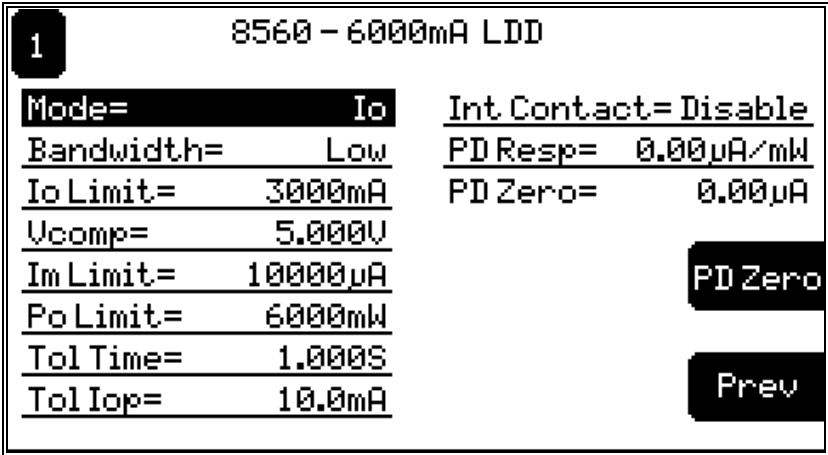 1
8560 – 6000mA LDD
Mode= Io
Bandwidth= Low
Io Limit= 3000mA
Vcomp= 5.000V
Im Limit= 10000µA
Po Limit= 6000mW
Tol Time= 1.000S
Tol Iop= 10.0mA
Int Contact= Disable
PD Resp= 0.00µA/mW
PD Zero= 0.00µA
PD Zero
Prev